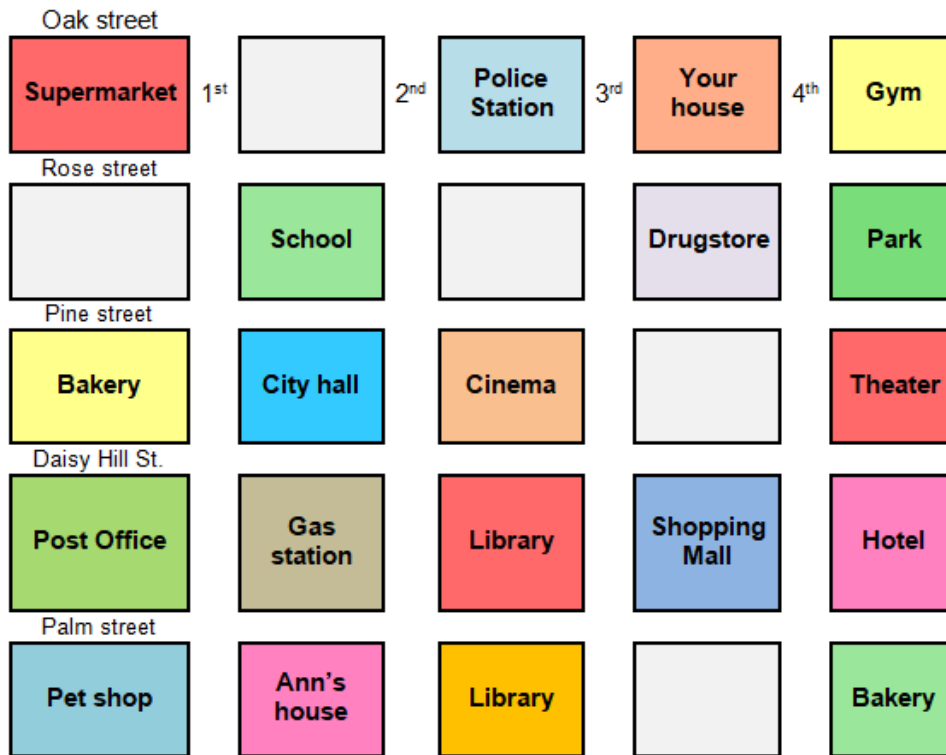 Oak street
Supermarket 1st 2nd Police Station 3rd Your house 4th Gym
Rose street
School Drugstore Park
Pine street
Bakery City hall Cinema Theater
Daisy Hill St.
Post Office Gas station Library Shopping Mall Hotel
Palm street
Pet shop Ann's house Library Bakery